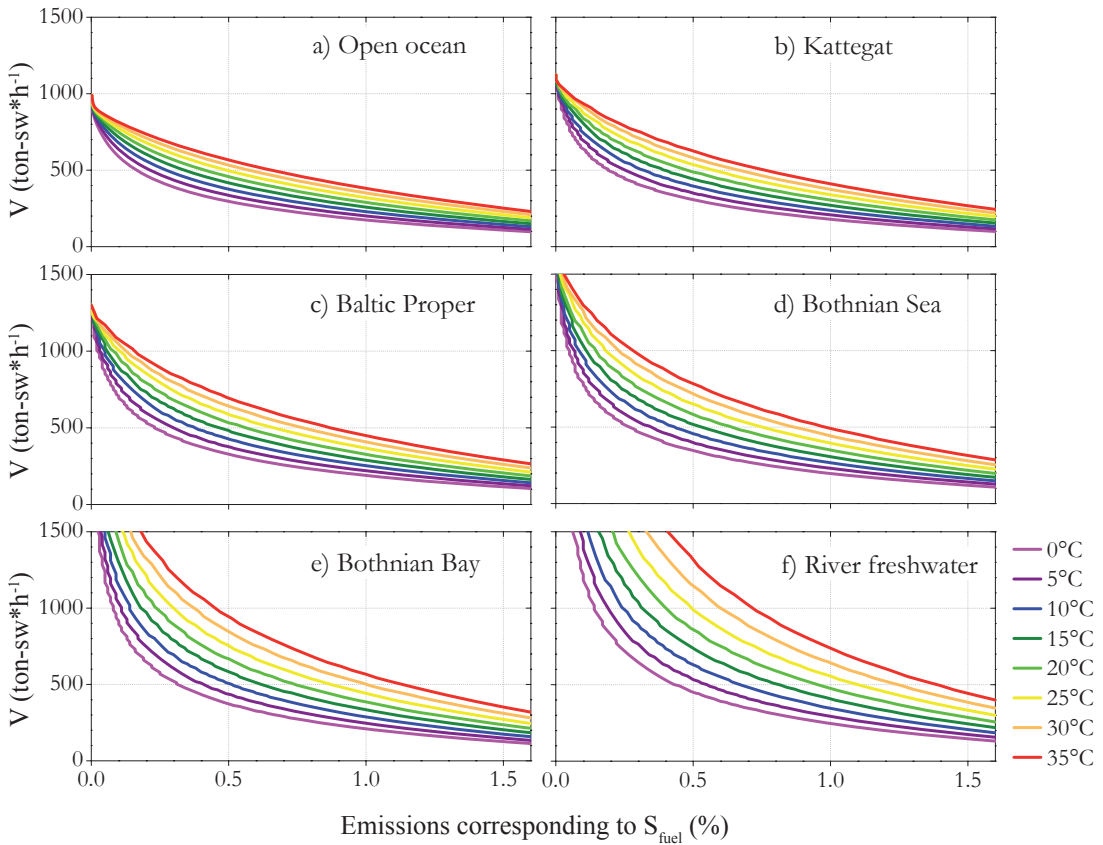 1500
1000
500
0
V (ton-sw*h-1)
a) Open ocean
b) Kattegat
1500
1000
500
0
V (ton-sw*h-1)
c) Baltic Proper
d) Bothnian Sea
1500
1000
500
0
V (ton-sw*h-1)
e) Bothnian Bay
f) River freshwater
0°C
5°C
10°C
15°C
20°C
25°C
30°C
35°C
0.0 0.5 1.0 1.5 0.0 0.5 1.0 1.5
Emissions corresponding to Sfuel (%)